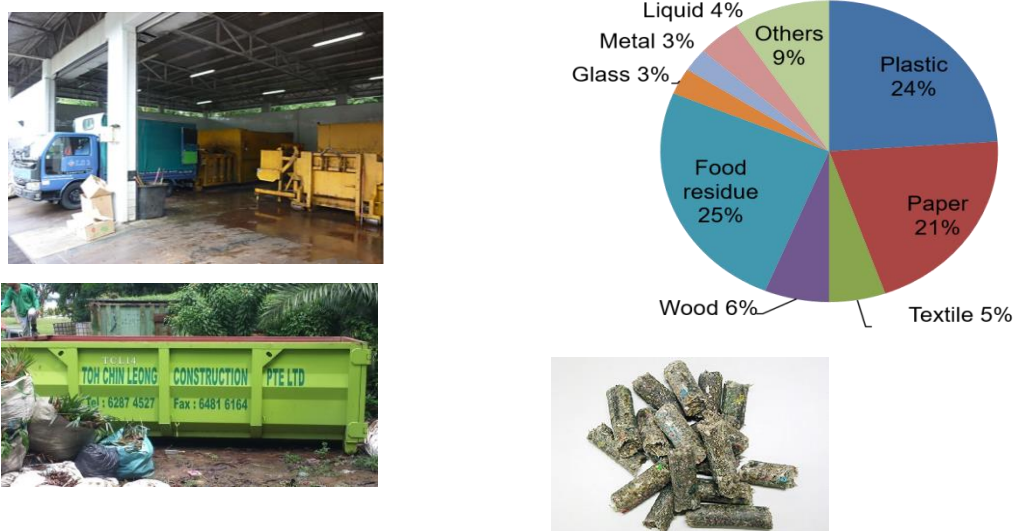 TCL14
TOH CHIN LEONG CONSTRUCTION PTE LTD
Tel : 6287 4527 Fax : 6481 6164
Liquid 4%
Metal 3%
Glass 3%
Others
9%
Plastic
24%
Food
residue
25%
Paper
21%
Wood 6%
Textile 5%